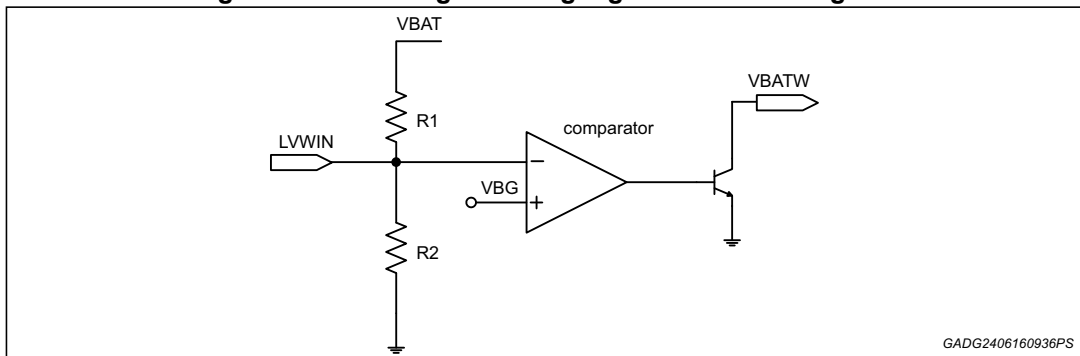 VBAT
VBATW
R1
comparator
LVWIN
−
VBG
+
R2
GADG2406160936PS